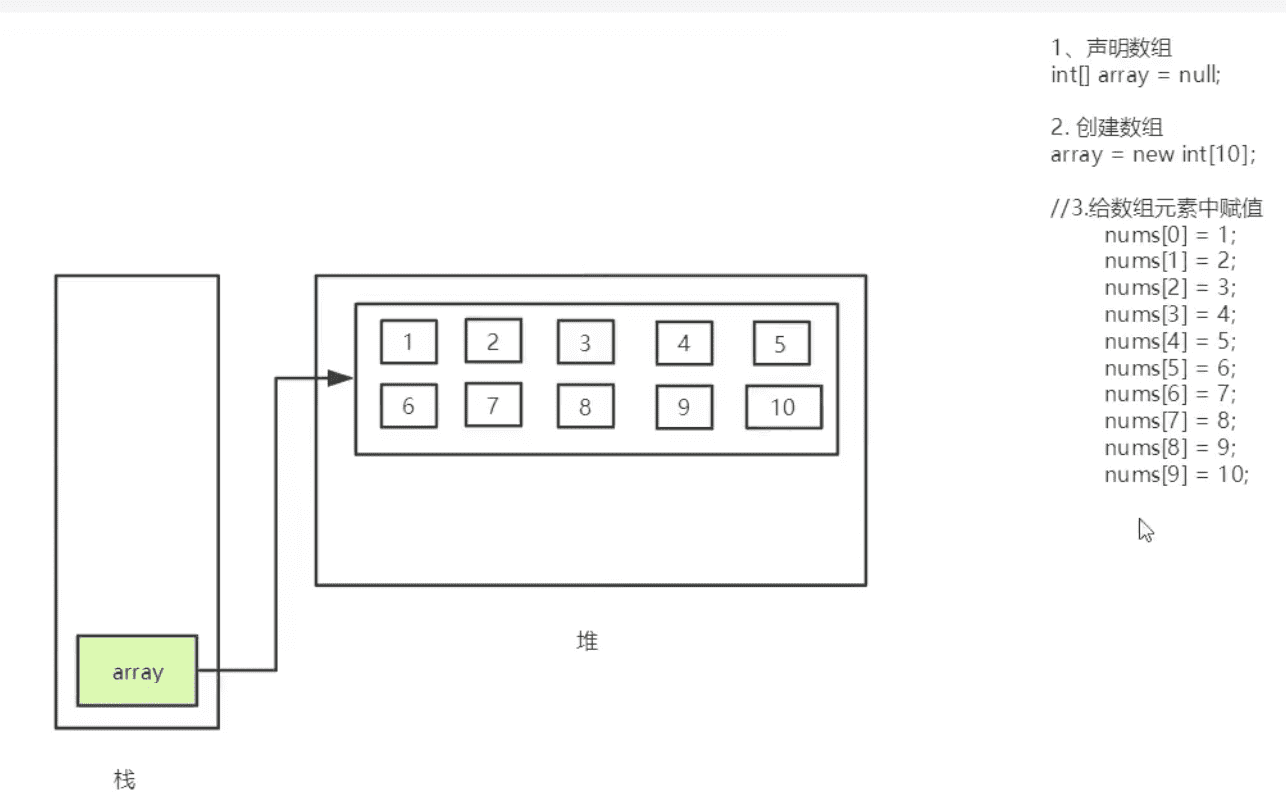 1、声明数组
int[] array = null;
2. 创建数组
array = new int[10];
//3.给数组元素中赋值
nums[0] = 1;
nums[1] = 2;
nums[2] = 3;
nums[3] = 4;
nums[4] = 5;
nums[5] = 6;
nums[6] = 7;
nums[7] = 8;
nums[8] = 9;
nums[9] = 10;
1 2 3 4 5
6 7 8 9 10
堆
array
栈